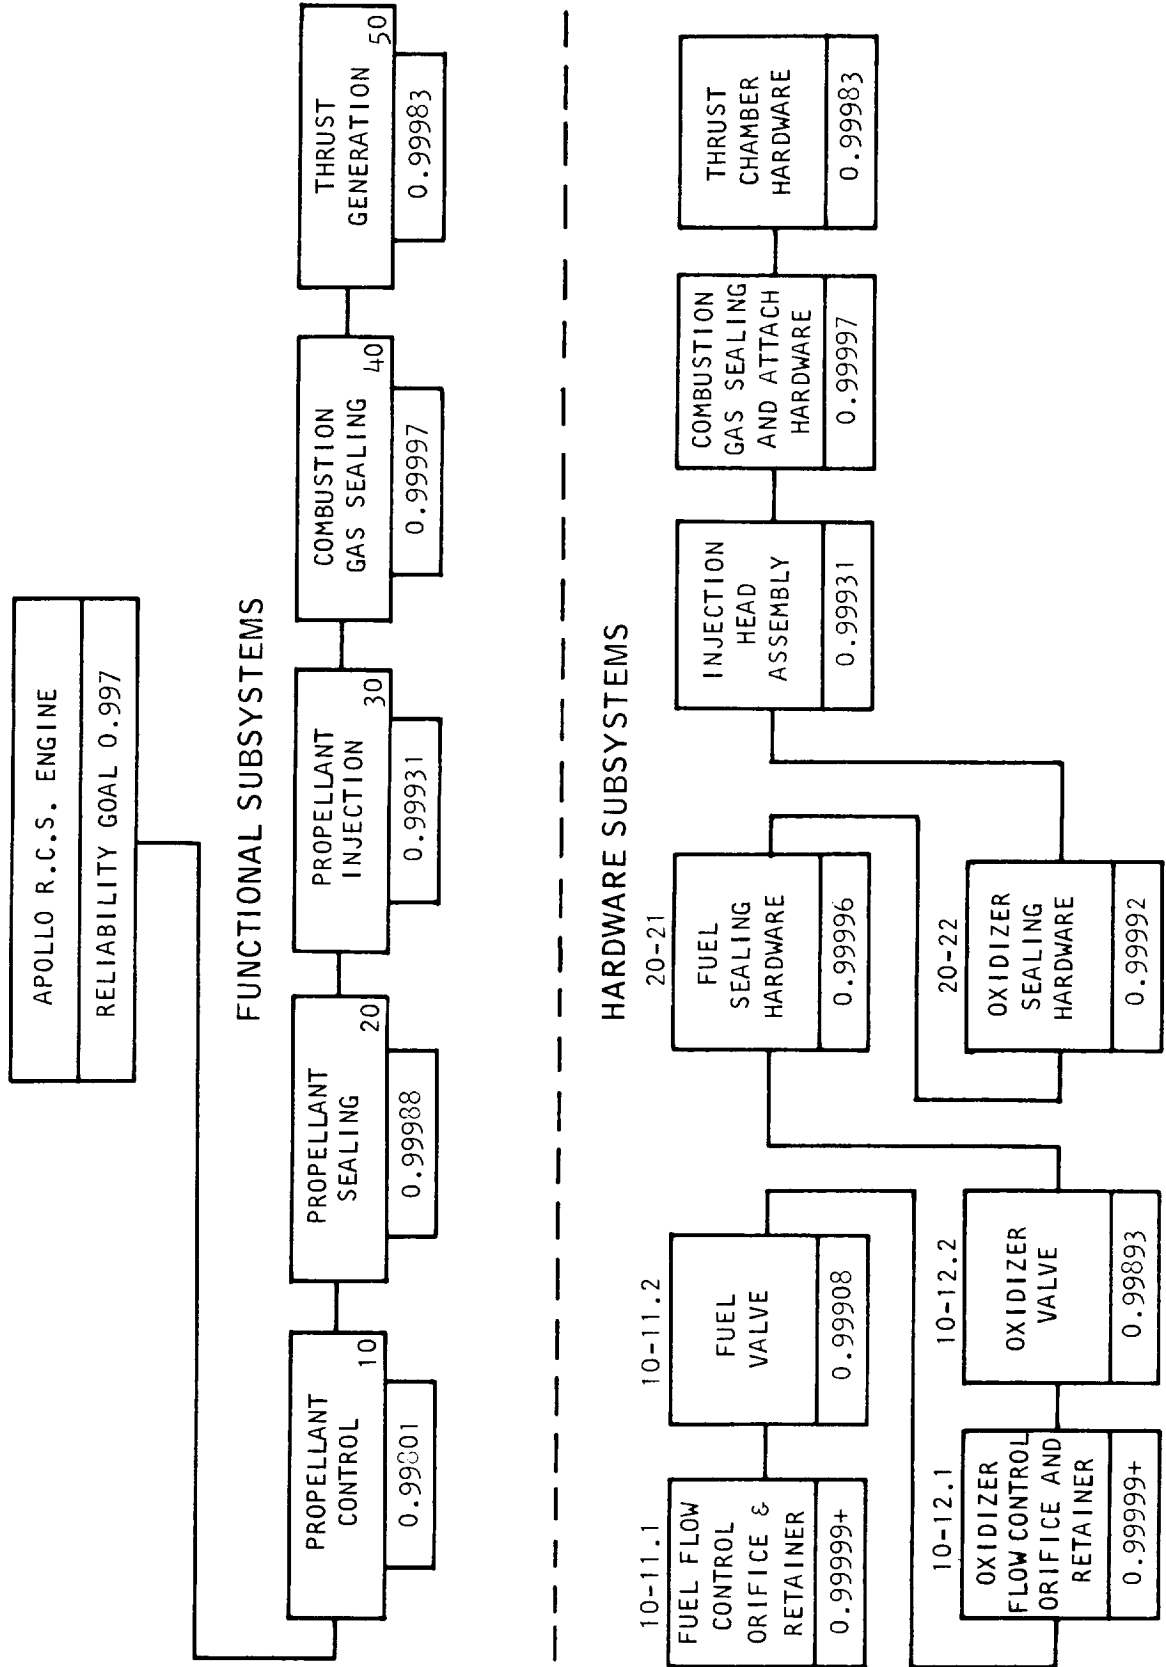 APOLLO R.C.S. ENGINE
RELIABILITY GOAL 0.997
FUNCTIONAL SUBSYSTEMS
PROPELLANT
CONTROL
10
0.99801
PROPELLANT
SEALING
20
0.99988
PROPELLANT
INJECTION
30
0.99931
COMBUSTION
GAS SEALING
40
0.99997
THRUST
GENERATION
50
0.99983
HARDWARE SUBSYSTEMS
10-11.1
FUEL FLOW
CONTROL
ORIFICE &
RETAINER
0.99999+
10-11.2
FUEL
VALVE
0.99908
20-21
FUEL
SEALING
HARDWARE
0.99996
INJECTION
HEAD
ASSEMBLY
0.99931
COMBUSTION
GAS SEALING
AND ATTACH
HARDWARE
0.99997
THRUST
CHAMBER
HARDWARE
0.99983
10-12.1
OXIDIZER
FLOW CONTROL
ORIFICE AND
RETAINER
0.99999+
10-12.2
OXIDIZER
VALVE
0.99893
20-22
OXIDIZER
SEALING
HARDWARE
0.99992